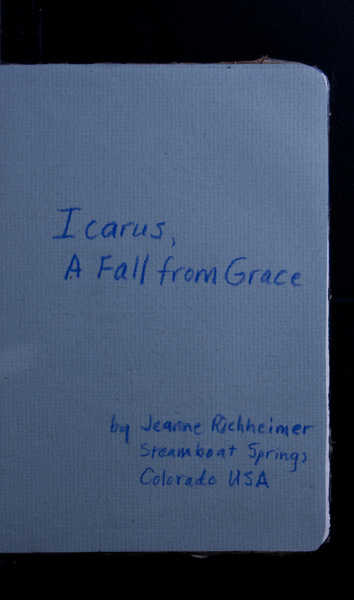 Icarus,
A Fall from Grace
by Jeanne Richheimer
Steamboat Springs
Colorado USA